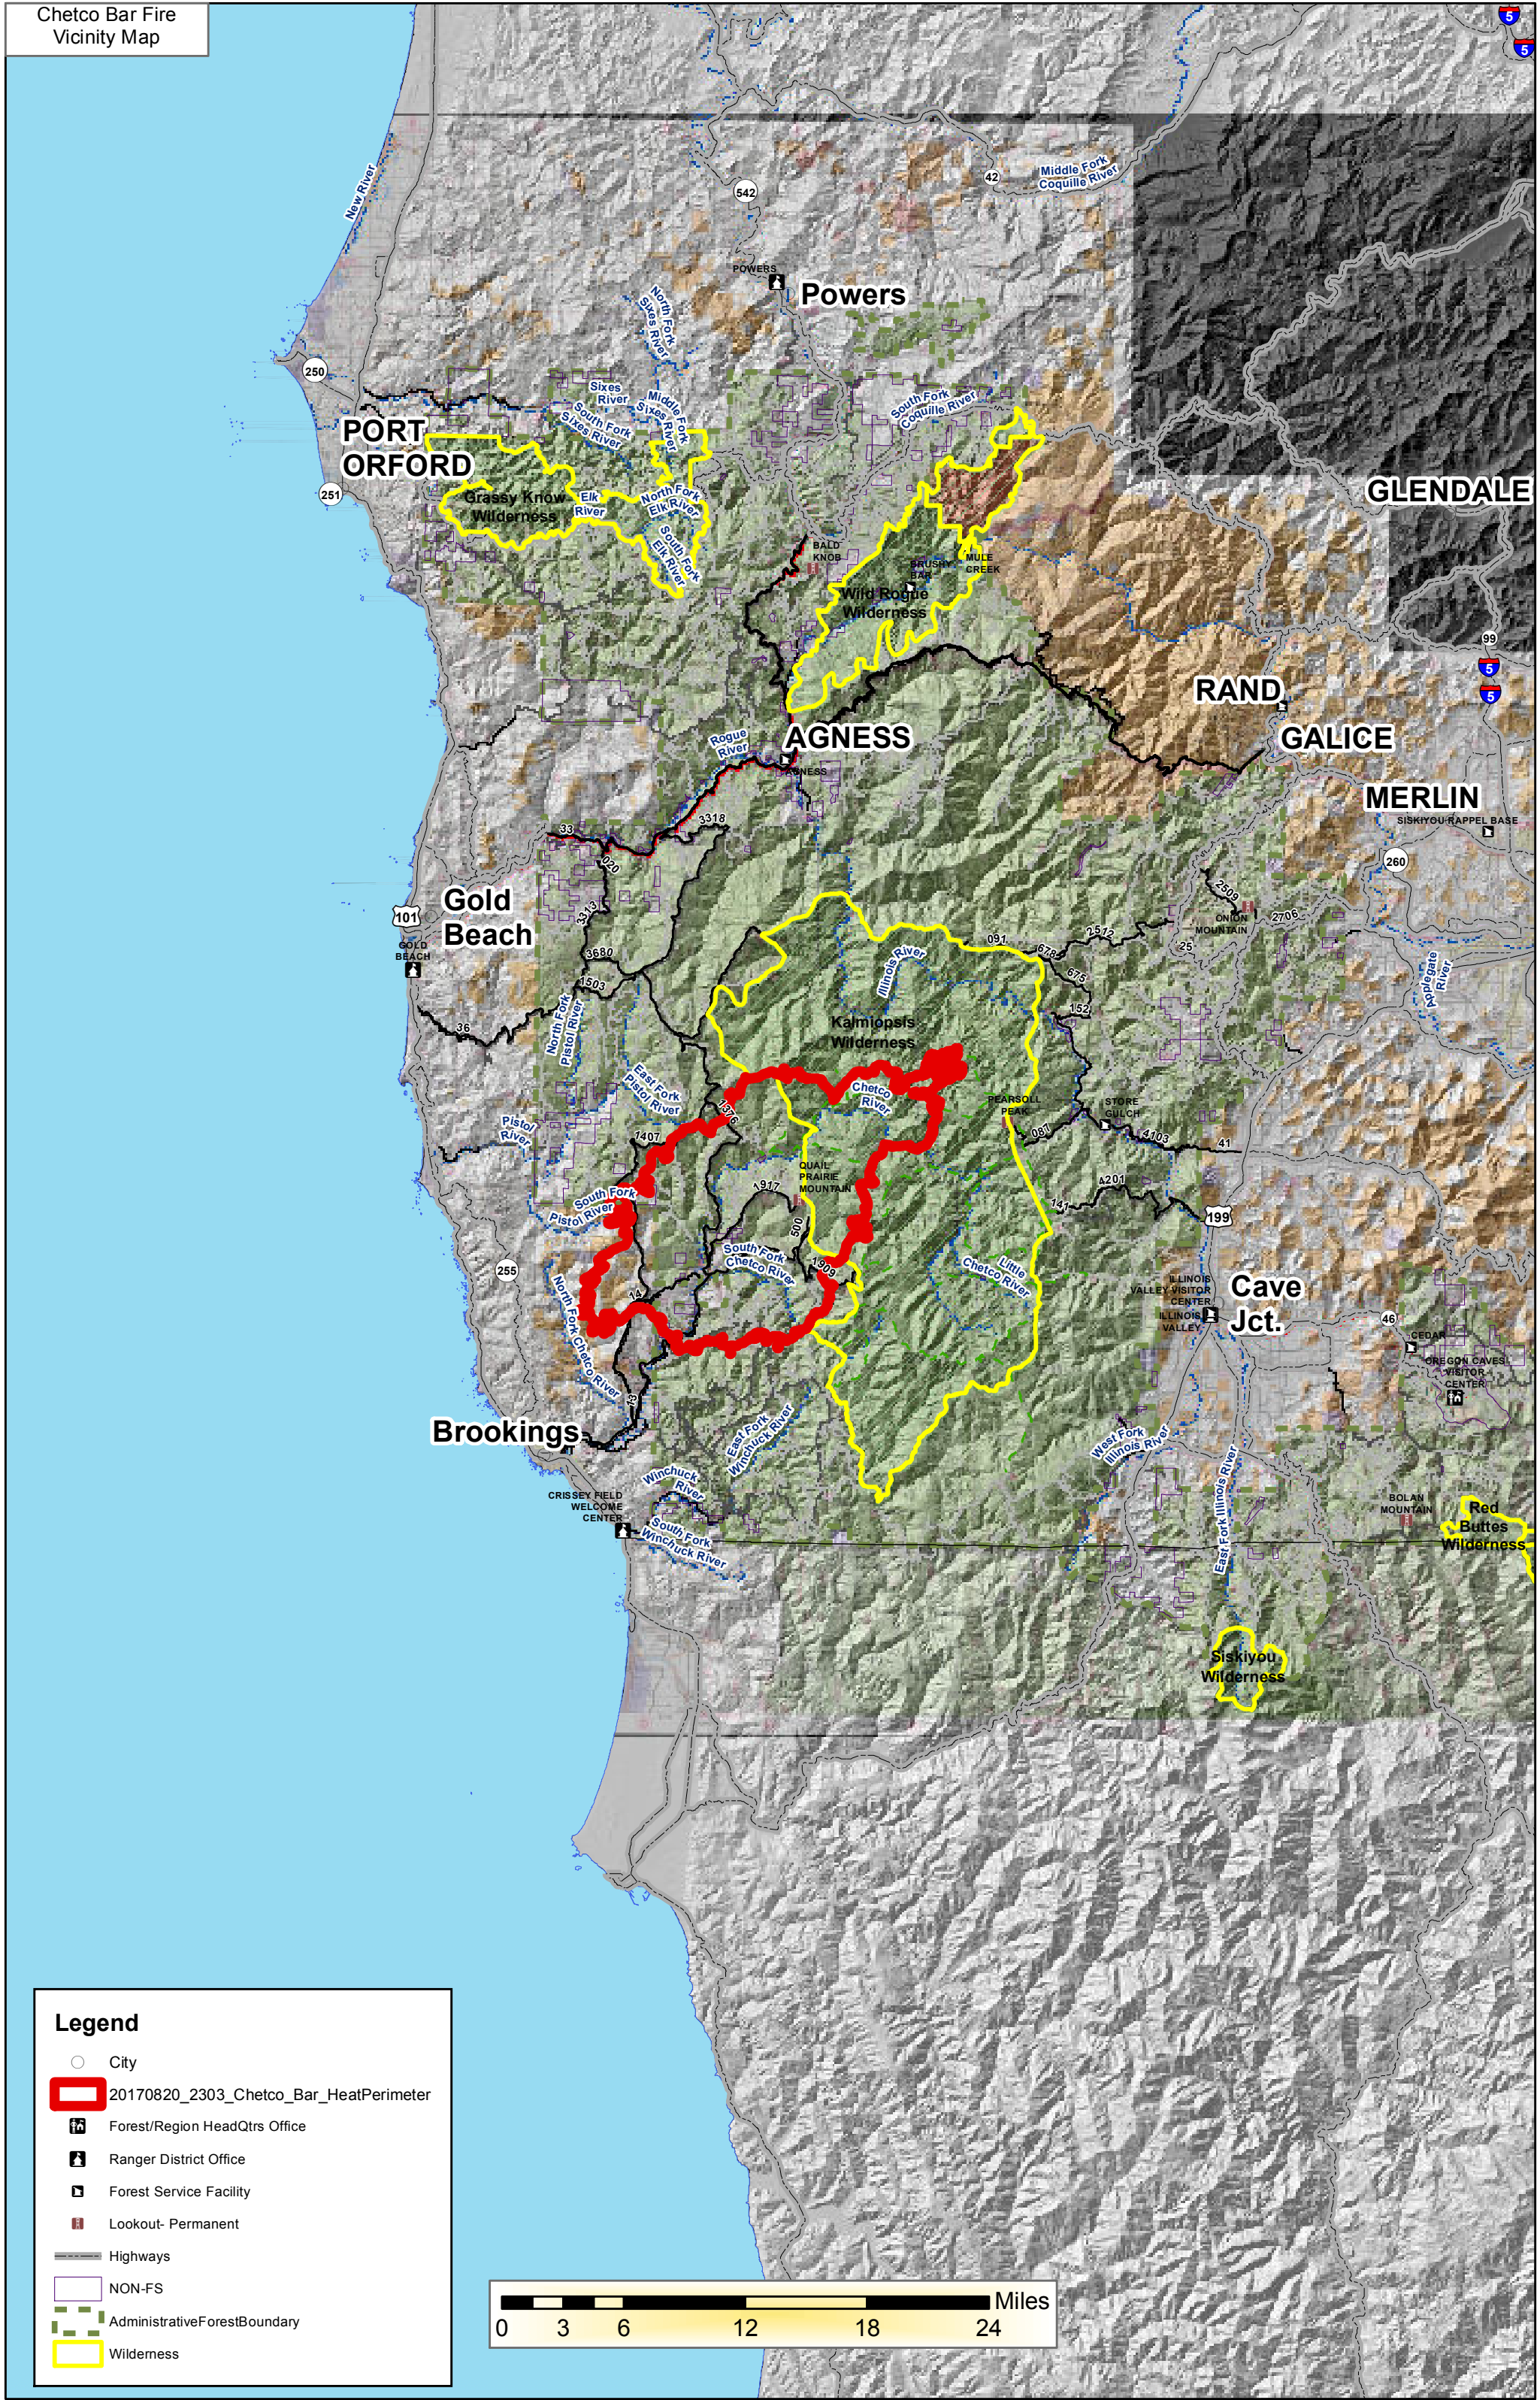 Chetco Bar Fire
Vicinity Map
5
5
New River
542
42
Middle Fork
Coquille River
POWERS
Powers
North Fork
Sixes River
250
Sixes
River
South Fork
Sixes River
Middle Fork
Sixes River
South Fork
Coquille River
PORT
ORFORD
251
Grassy Know
Wilderness
Elk
River
North Fork
Elk River
South Fork
Elk River
GLENDALE
BALD
KNOB
BRUSHY
BAR
MULE
CREEK
Wild Rogue
Wilderness
99
5
5
RAND
GALICE
Rogue
River
AGNESS
AGNESS
MERLIN
SISKIYOU RAPPEL BASE
33
3318
020
260
2509
Gold
Beach
101
3313
ONION
MOUNTAIN
2706
GOLD
BEACH
3680
091
678
2512
25
1503
Illinois River
675
Applegate
River
36
North Fork
Pistol River
152
Kalmiopsis
Wilderness
East Fork
Pistol River
Chetco
River
1376
PEARSOLL
PEAK
STORE
GULCH
Pistol
River
1407
087
4103
41
QUAIL
PRAIRIE
MOUNTAIN
1917
4201
141
South Fork
Pistol River
199
500
South Fork
Chetco River
1909
Little
Chetco River
255
North Fork Chetco River
14
ILLINOIS
VALLEY VISITOR
CENTER
ILLINOIS
VALLEY
Cave
Jct.
46
CEDAR
OREGON CAVES
VISITOR
CENTER
13
Brookings
East Fork
Winchuck River
West Fork
Illinois River
East Fork Illinois River
Winchuck
River
CRISSEY FIELD
WELCOME
CENTER
South Fork
Winchuck River
BOLAN
MOUNTAIN
Red
Buttes
Wilderness
Siskiyou
Wilderness
Legend
City
20170820_2303_Chetco_Bar_HeatPerimeter
Forest/Region HeadQtrs Office
Ranger District Office
Forest Service Facility
Lookout- Permanent
Highways
NON-FS
AdministrativeForestBoundary
Wilderness
Miles
0 3 6 12 18 24